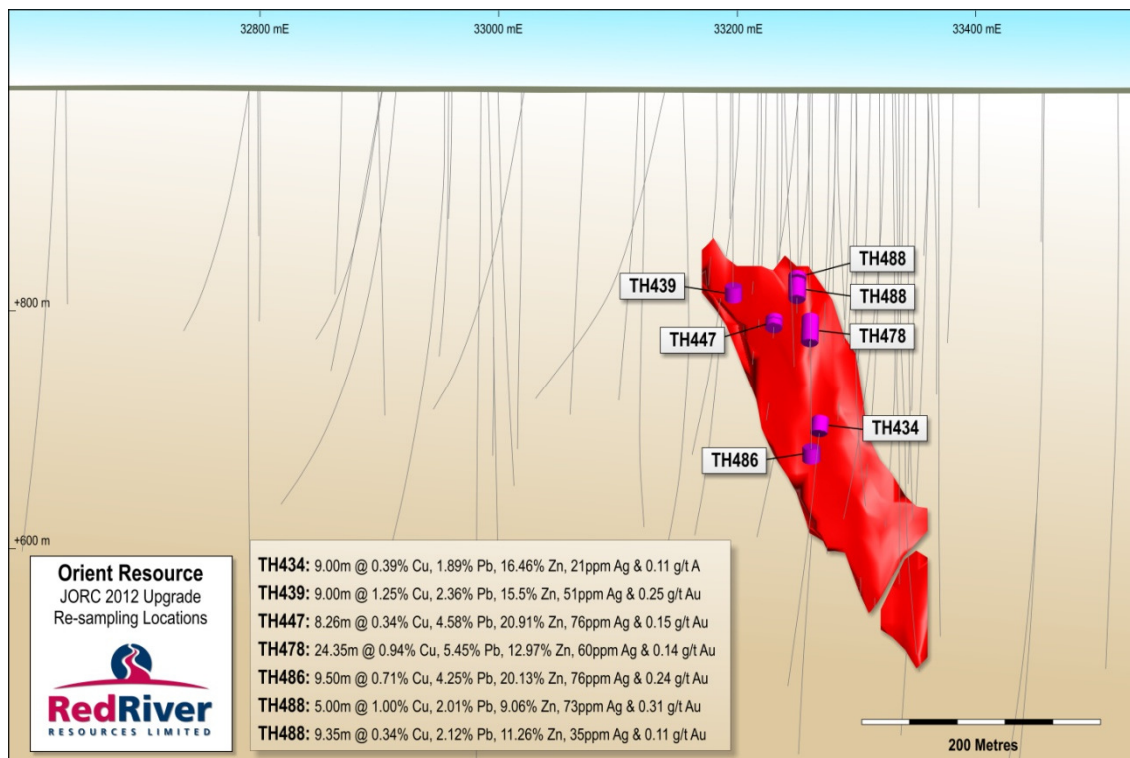 32800 mE 33000 mE 33200 mE 33400 mE
TH488
TH439
TH488
+800 m
TH447
TH478
TH434
TH486
+600 m
Orient Resource
JORC 2012 Upgrade
Re-sampling Locations
RedRiver
RESOURCES LIMITED
TH434: 9.00m @ 0.39% Cu, 1.89% Pb, 16.46% Zn, 21ppm Ag & 0.11 g/t A
TH439: 9.00m @ 1.25% Cu, 2.36% Pb, 15.5% Zn, 51ppm Ag & 0.25 g/t Au
TH447: 8.26m @ 0.34% Cu, 4.58% Pb, 20.91% Zn, 76ppm Ag & 0.15 g/t Au
TH478: 24.35m @ 0.94% Cu, 5.45% Pb, 12.97% Zn, 60ppm Ag & 0.14 g/t Au
TH486: 9.50m @ 0.71% Cu, 4.25% Pb, 20.13% Zn, 76ppm Ag & 0.24 g/t Au
TH488: 5.00m @ 1.00% Cu, 2.01% Pb, 9.06% Zn, 73ppm Ag & 0.31 g/t Au
TH488: 9.35m @ 0.34% Cu, 2.12% Pb, 11.26% Zn, 35ppm Ag & 0.11 g/t Au
200 Metres